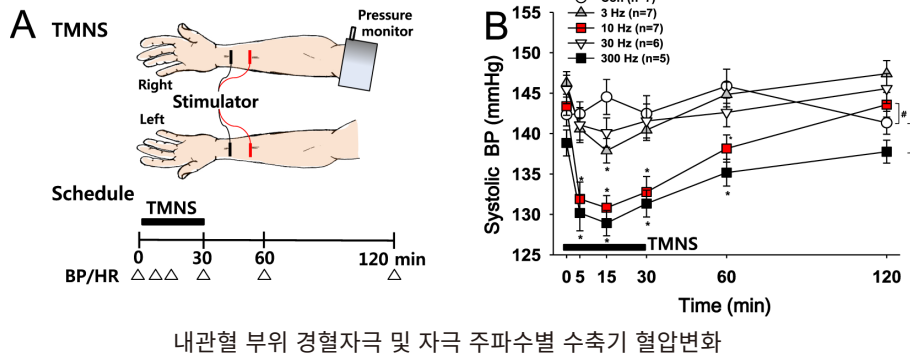 A
TMNS
Pressure
monitor
Right
Stimulator
Left
Schedule
TMNS
0
30
60
120 min
BP/HR
B
Systolic BP (mmHg)
155
150
145
140
135
130
125
3 Hz (n=7)
10 Hz (n=7)
30 Hz (n=6)
300 Hz (n=5)
#
TMNS
0 5 15 30 60 120
Time (min)
내관혈 부위 경혈자극 및 자극 주파수별 수축기 혈압변화